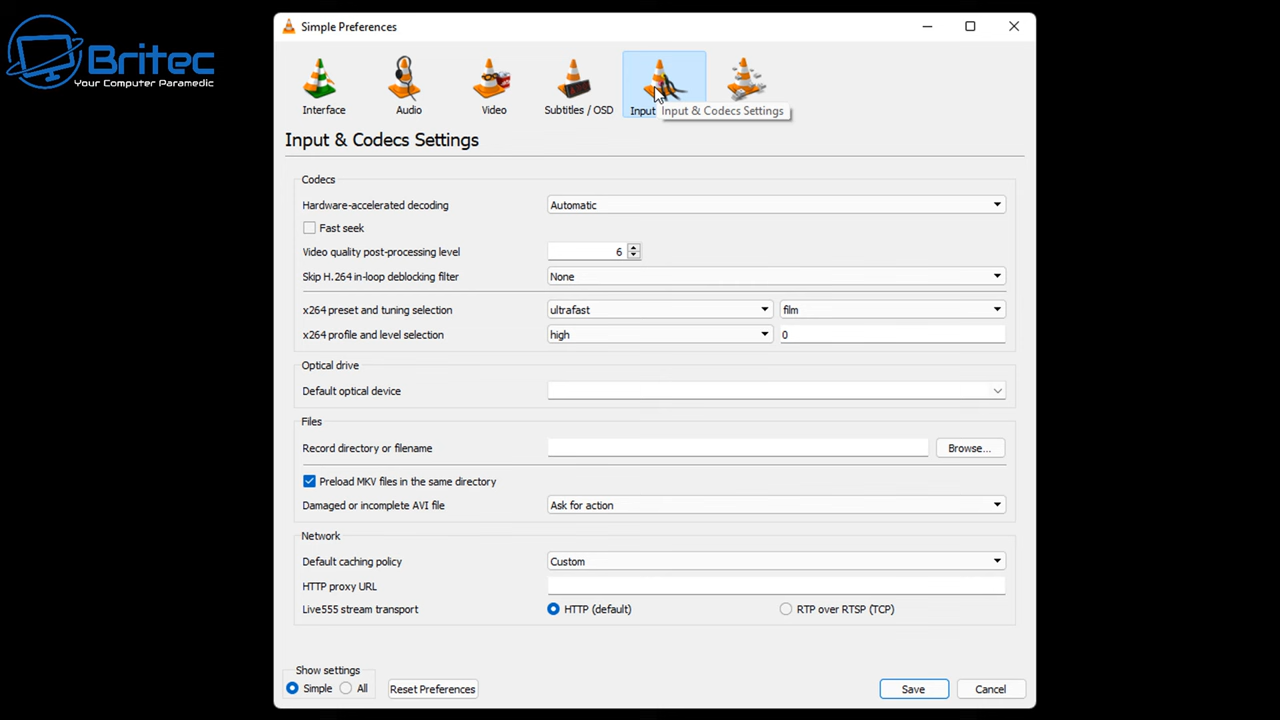 Britec
Your Computer Paramedic
Simple Preferences
Interface
Audio
Video
Subtitles / OSD
Input
Input & Codecs Settings
Input & Codecs Settings
Codecs
Hardware-accelerated decoding
Automatic
Fast seek
Video quality post-processing level
6
Skip H.264 in-loop deblocking filter
None
x264 preset and tuning selection
ultrafast
film
x264 profile and level selection
high
0
Optical drive
Default optical device
Files
Record directory or filename
Browse...
Preload MKV files in the same directory
Damaged or incomplete AVI file
Ask for action
Network
Default caching policy
Custom
HTTP proxy URL
Live555 stream transport
HTTP (default)
RTP over RTSP (TCP)
Show settings
Simple
All
Reset Preferences
Save
Cancel